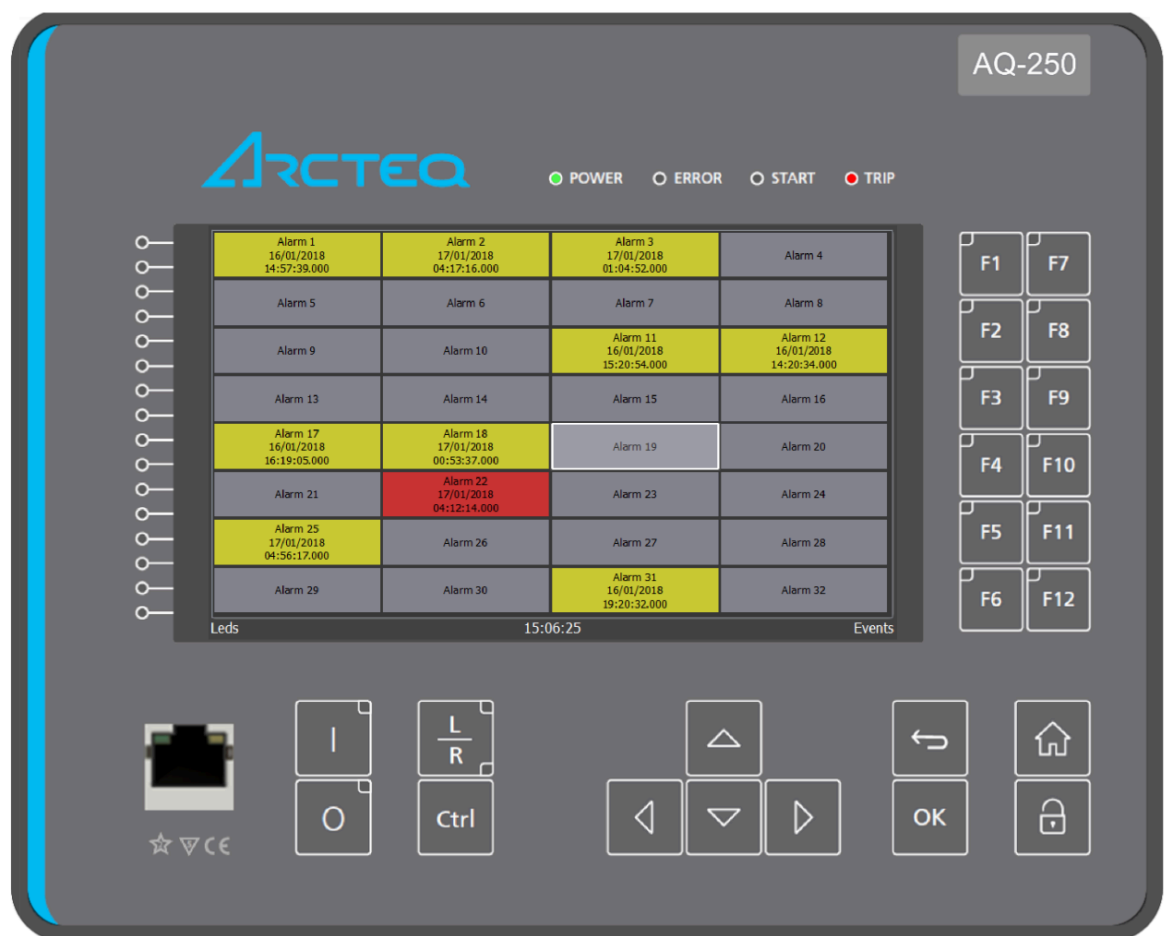 AQ-250
ARCTEQ
POWER ERROR START TRIP
Alarm 1
16/01/2018
14:57:39.000
Alarm 2
17/01/2018
04:17:16.000
Alarm 3
17/01/2018
01:04:52.000
Alarm 4
Alarm 5
Alarm 6
Alarm 7
Alarm 8
Alarm 9
Alarm 10
Alarm 11
16/01/2018
15:20:54.000
Alarm 12
16/01/2018
14:20:34.000
Alarm 13
Alarm 14
Alarm 15
Alarm 16
Alarm 17
16/01/2018
16:19:05.000
Alarm 18
17/01/2018
00:53:37.000
Alarm 19
Alarm 20
Alarm 21
Alarm 22
17/01/2018
04:12:14.000
Alarm 23
Alarm 24
Alarm 25
17/01/2018
04:56:17.000
Alarm 26
Alarm 27
Alarm 28
Alarm 29
Alarm 30
Alarm 31
16/01/2018
19:20:32.000
Alarm 32
Leds 15:06:25 Events
F1 F7
F2 F8
F3 F9
F4 F10
F5 F11
F6 F12
I
L
R
O
Ctrl
OK
CE